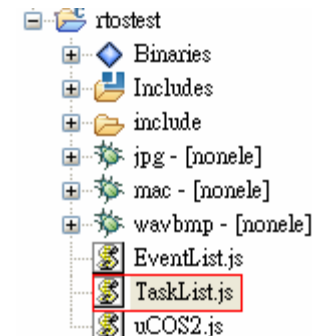 rtostest
Binaries
Includes
include
jpg - [nonele]
mac - [nonele]
wavbmp - [nonele]
EventList.js
TaskList.js
uCOS2.js